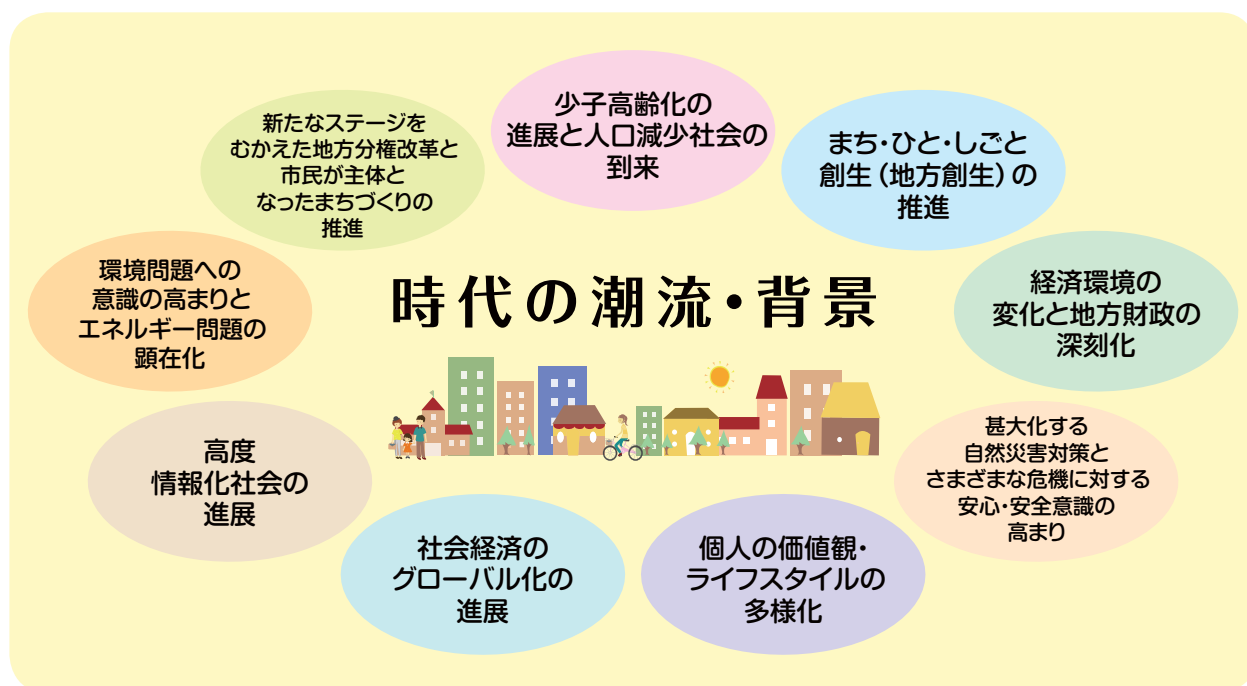 時代の潮流・背景
少子高齢化の
進展と人口減少社会の
到来
まち・ひと・しごと
創生（地方創生）の
推進
経済環境の
変化と地方財政の
深刻化
甚大化する
自然災害対策と
さまざまな危機に対する
安心・安全意識の
高まり
個人の価値観・
ライフスタイルの
多様化
社会経済の
グローバル化の
進展
高度
情報化社会の
進展
環境問題への
意識の高まりと
エネルギー問題の
顕在化
新たなステージを
むかえた地方分権改革と
市民が主体と
なったまちづくりの
推進